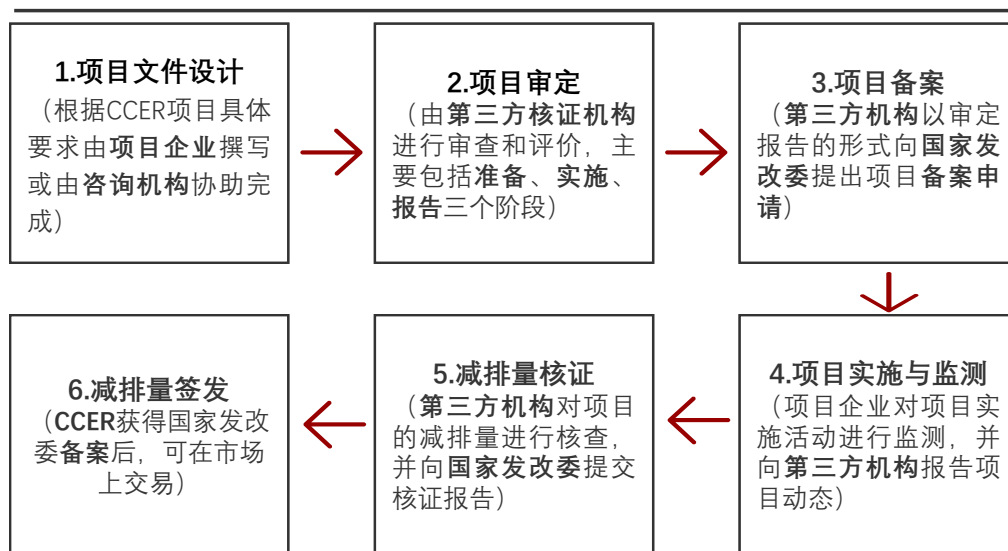 1.项目文件设计
（根据CCER项目具体
要求由项目企业撰写
或由咨询机构协助完
成）
2.项目审定
（由第三方核证机构
进行审查和评价，主
要包括准备、实施、
报告三个阶段）
3.项目备案
（第三方机构以审定
报告的形式向国家发
改委提出项目备案申
请）
4.项目实施与监测
（项目企业对项目实
施活动进行监测，并
向第三方机构报告项
目动态）
5.减排量核证
（第三方机构对项目
的减排量进行核查，
并向国家发改委提交
核证报告）
6.减排量签发
（CCER获得国家发改
委备案后，可在市场
上交易）